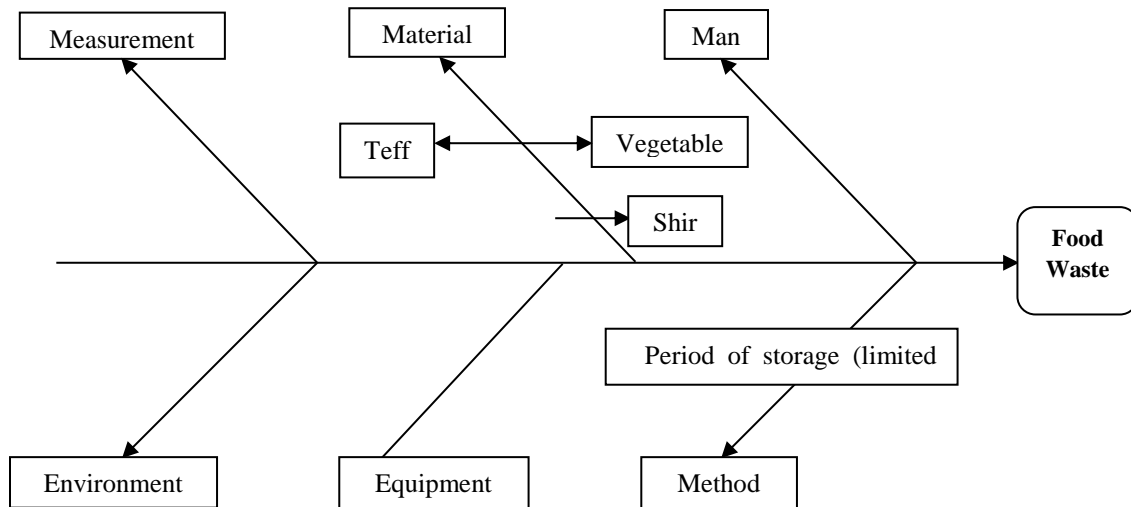 Measurement
Material
Man
Teff
Vegetable
Shir
Food
Waste
Period of storage (limited
Environment
Equipment
Method